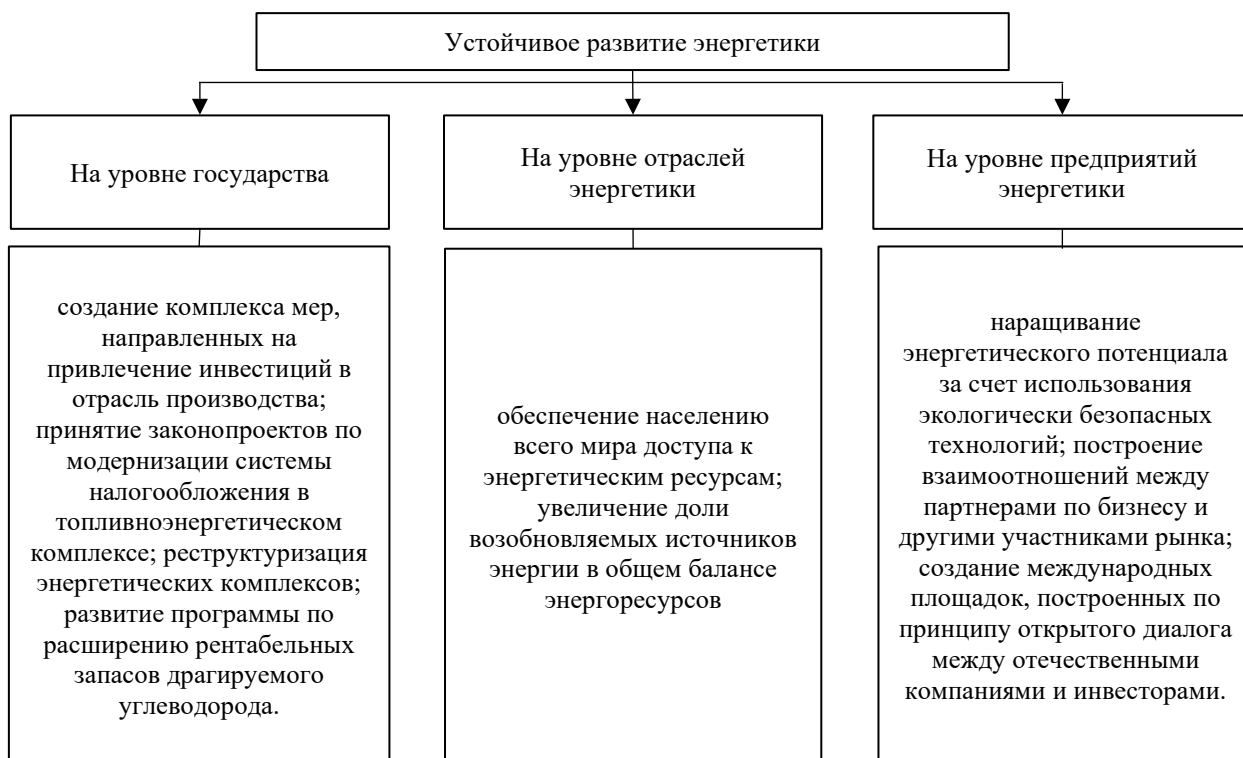 Устойчивое развитие энергетики
На уровне государства
На уровне отраслей
энергетики
На уровне предприятий
энергетики
создание комплекса мер,
направленных на
привлечение инвестиций в
отрасль производства;
принятие законопроектов по
модернизации системы
налогообложения в
топливноэнергетическом
комплексе; реструктуризация
энергетических комплексов;
развитие программы по
расширению рентабельных
запасов драгируемого
углеводорода.
обеспечение населению
всего мира доступа к
энергетическим ресурсам;
увеличение доли
возобновляемых источников
энергии в общем балансе
энергоресурсов
наращивание
энергетического потенциала
за счет использования
экологически безопасных
технологий; построение
взаимоотношений между
партнерами по бизнесу и
другими участниками рынка;
создание международных
площадок, построенных по
принципу открытого диалога
между отечественными
компаниями и инвесторами.